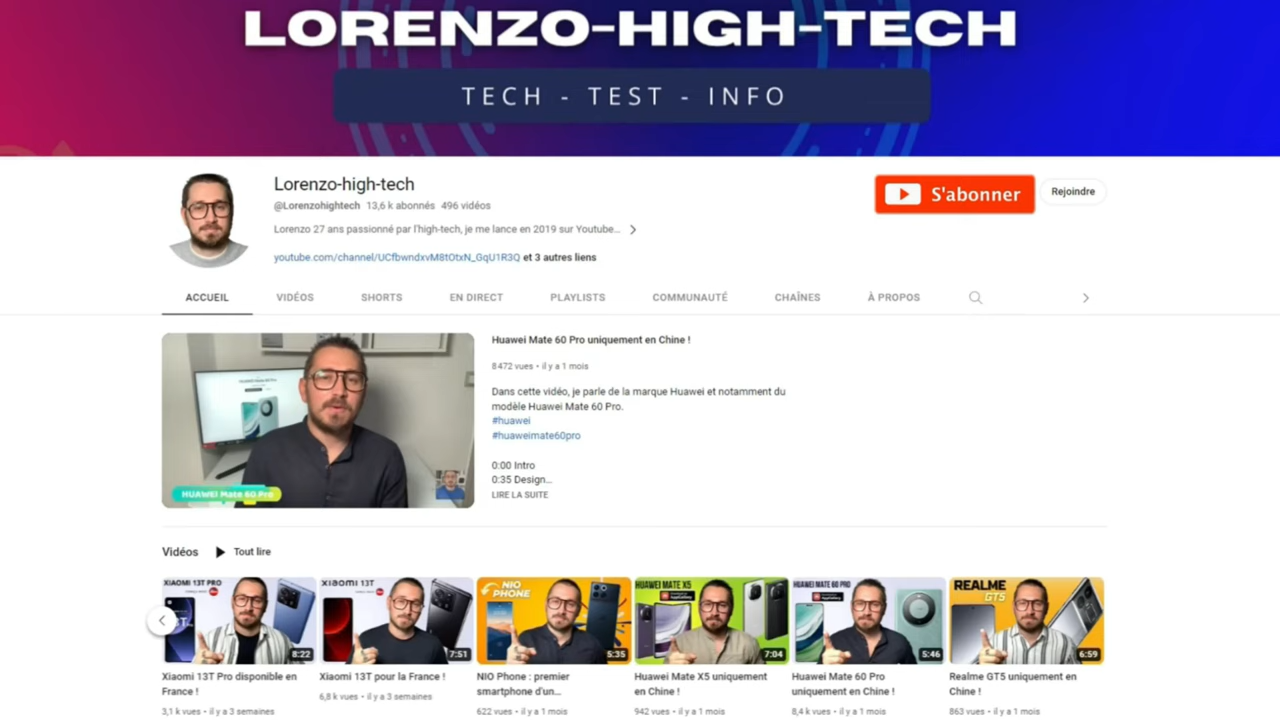 LORENZO-HIGH-TECH
TECH - TEST - INFO
Lorenzo-high-tech
@Lorenzohightech 13,6 k abonnés 496 vidéos
Lorenzo 27 ans passionné par l'high-tech, je me lance en 2019 sur Youtube...
youtube.com/channel/UCfbwndxvM8tOtxN_GqU1R3Q et 3 autres liens
S'abonner
Rejoindre
ACCUEIL VIDÉOS SHORTS EN DIRECT PLAYLISTS COMMUNAUTÉ CHAÎNES À PROPOS
HUAWEI Mate 60 Pro
Huawei Mate 60 Pro uniquement en Chine !
8 472 vues • il y a 1 mois
Dans cette vidéo, je parle de la marque Huawei et notamment du
modèle Huawei Mate 60 Pro.
#huawei
#huaweimate60pro
0:00 Intro
0:35 Design...
LIRE LA SUITE
Vidéos Tout lire
XIAOMI 13T PRO
8:22
Xiaomi 13T Pro disponible en
France !
3,1 k vues • il y a 3 semaines
XIAOMI 13T
7:51
Xiaomi 13T pour la France !
6,8 k vues • il y a 3 semaines
NIO
PHONE
5:35
NIO Phone : premier
smartphone d'un...
622 vues • il y a 1 mois
HUAWEI MATE X5
7:04
Huawei Mate X5 uniquement
en Chine !
942 vues • il y a 1 mois
HUAWEI MATE 60 PRO
5:46
Huawei Mate 60 Pro
uniquement en Chine !
8,4 k vues • il y a 1 mois
REALME
GT5
6:59
Realme GT5 uniquement en
Chine !
863 vues • il y a 1 mois